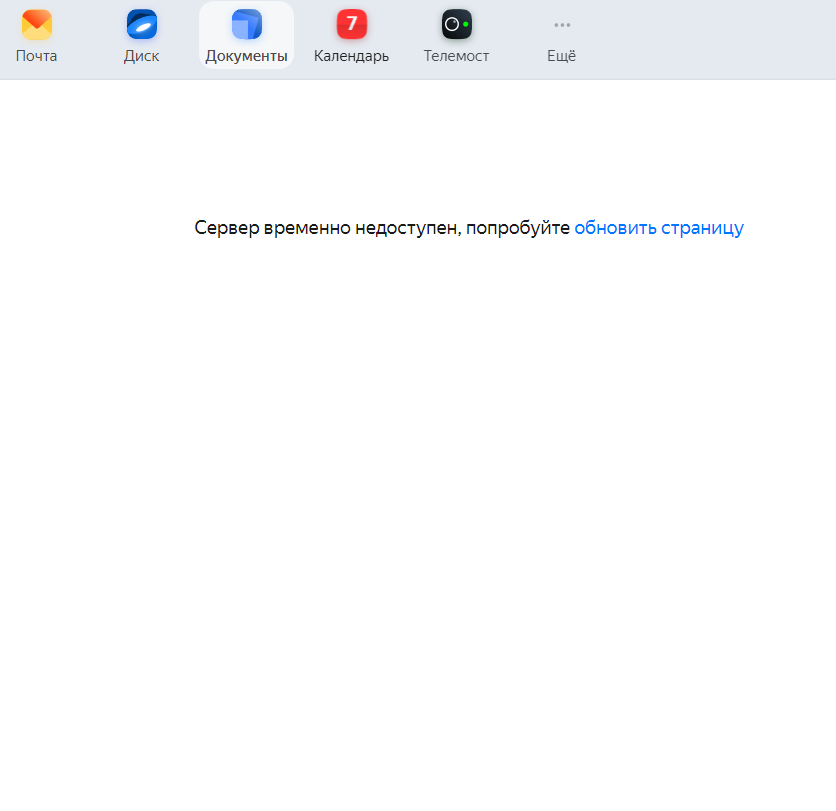 7
Почта Диск Документы Календарь Телемост Ещё
Сервер временно недоступен, попробуйте обновить страницу